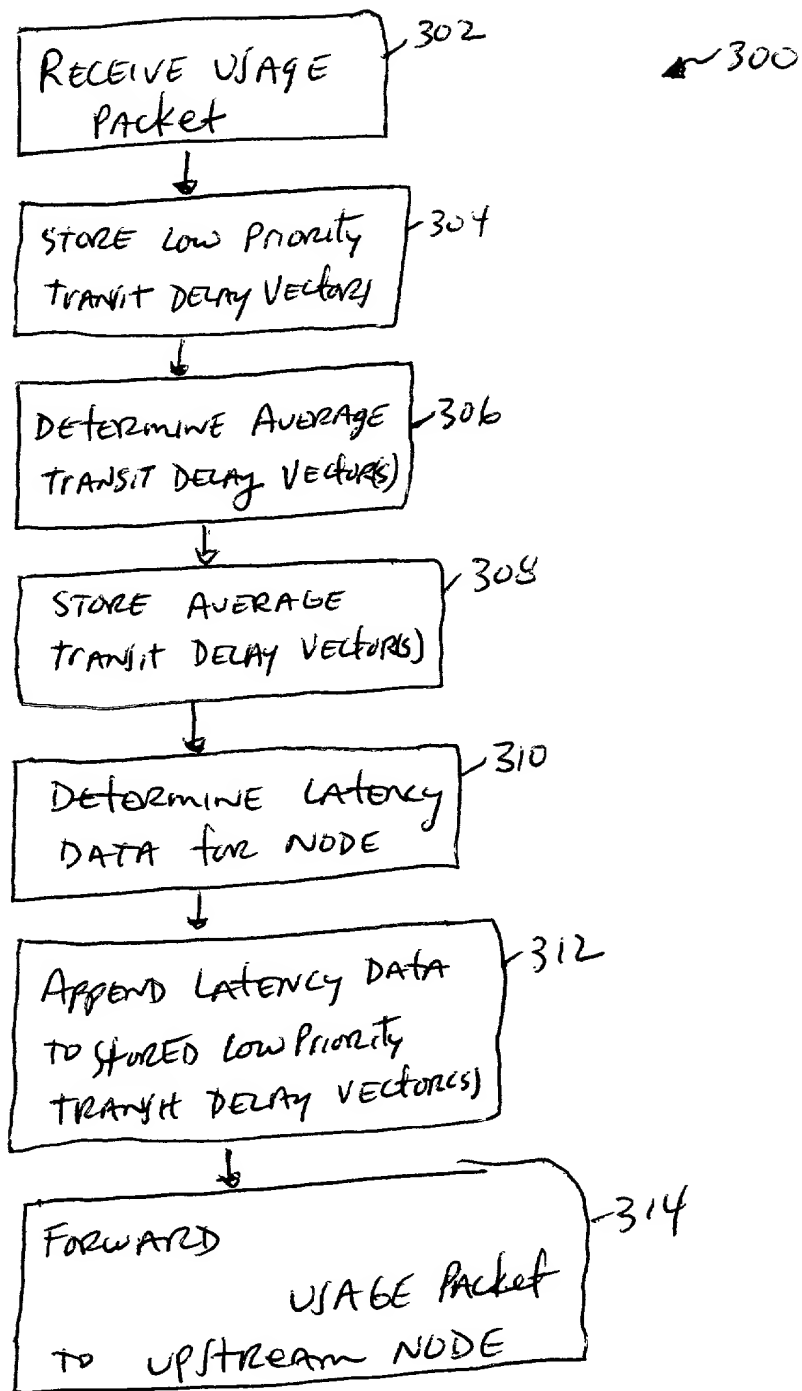 RECEIVE USAGE
PACket
302
300
STORE LOW PRIORITY
TRANSIT DELAY VECTORS
304
DETERMINE AVERAGE
TRANSIT DELAY VECTOR(S)
306
STORE AVERAGE
TRANSIT DELAY VECTOR(S)
308
DETERMINE LATENCY
DATA for NODE
310
APPEND LATENCY DATA
TO STORED LOW PRIORITY
TRANSIT DELAY VECTOR(S)
312
FORWARD
USAGE PACket
TO UPSTREAM NODE
314